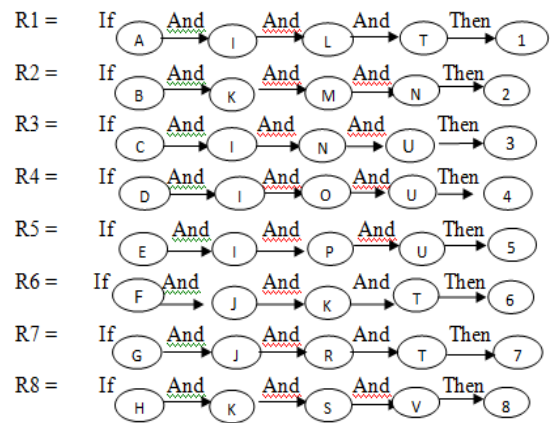 R1 = If A And I And L And T Then 1
R2 = If B And K And M And N Then 2
R3 = If C And I And N And U Then 3
R4 = If D And I And O And U Then 4
R5 = If E And I And P And U Then 5
R6 = If F And J And K And T Then 6
R7 = If G And J And R And T Then 7
R8 = If H And K And S And V Then 8